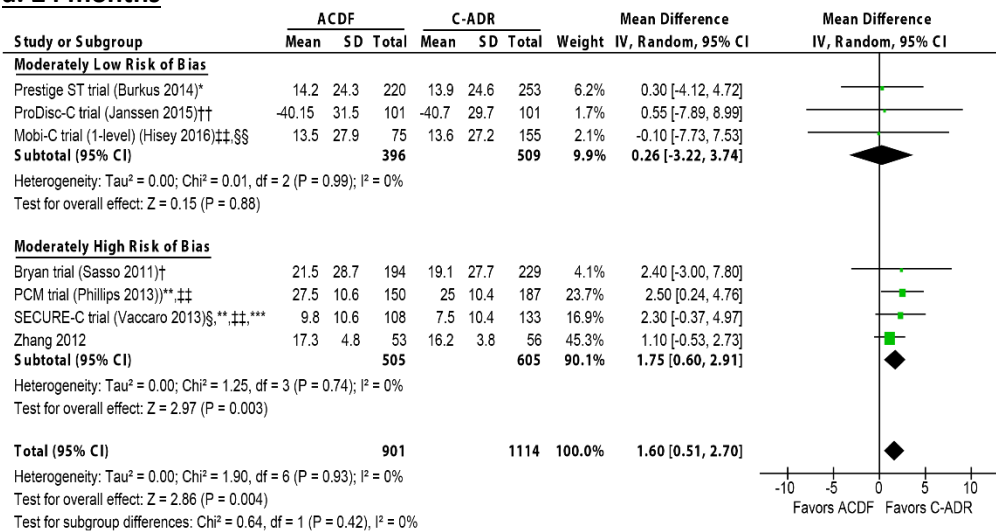 a. 24 months
ACDF C-ADR Mean Difference Mean Difference
Study or Subgroup Mean SD Total Mean SD Total Weight IV, Random, 95% CI IV, Random, 95% CI
Moderately Low Risk of Bias
Prestige ST trial (Burkus 2014)* 14.2 24.3 220 13.9 24.6 253 6.2% 0.30 [-4.12, 4.72]
ProDisc-C trial (Janssen 2015)†† -40.15 31.5 101 -40.7 29.7 101 1.7% 0.55 [-7.89, 8.99]
Mobi-C trial (1-level) (Hisey 2016)‡‡,§§ 13.5 27.9 75 13.6 27.2 155 2.1% -0.10 [-7.73, 7.53]
Subtotal (95% CI) 396 509 9.9% 0.26 [-3.22, 3.74]
Heterogeneity: Tau² = 0.00; Chi² = 0.01, df = 2 (P = 0.99); I² = 0%
Test for overall effect: Z = 0.15 (P = 0.88)
Moderately High Risk of Bias
Bryan trial (Sasso 2011)† 21.5 28.7 194 19.1 27.7 229 4.1% 2.40 [-3.00, 7.80]
PCM trial (Phillips 2013))**,‡‡ 27.5 10.6 150 25 10.4 187 23.7% 2.50 [0.24, 4.76]
SECURE-C trial (Vaccaro 2013)§,**,‡‡,*** 9.8 10.6 108 7.5 10.4 133 16.9% 2.30 [-0.37, 4.97]
Zhang 2012 17.3 4.8 53 16.2 3.8 56 45.3% 1.10 [-0.53, 2.73]
Subtotal (95% CI) 505 605 90.1% 1.75 [0.60, 2.91]
Heterogeneity: Tau² = 0.00; Chi² = 1.25, df = 3 (P = 0.74); I² = 0%
Test for overall effect: Z = 2.97 (P = 0.003)
Total (95% CI) 901 1114 100.0% 1.60 [0.51, 2.70]
Heterogeneity: Tau² = 0.00; Chi² = 1.90, df = 6 (P = 0.93); I² = 0%
Test for overall effect: Z = 2.86 (P = 0.004)
Test for subgroup differences: Chi² = 0.64, df = 1 (P = 0.42), I² = 0%
-10 -5 0 5 10
Favors ACDF Favors C-ADR